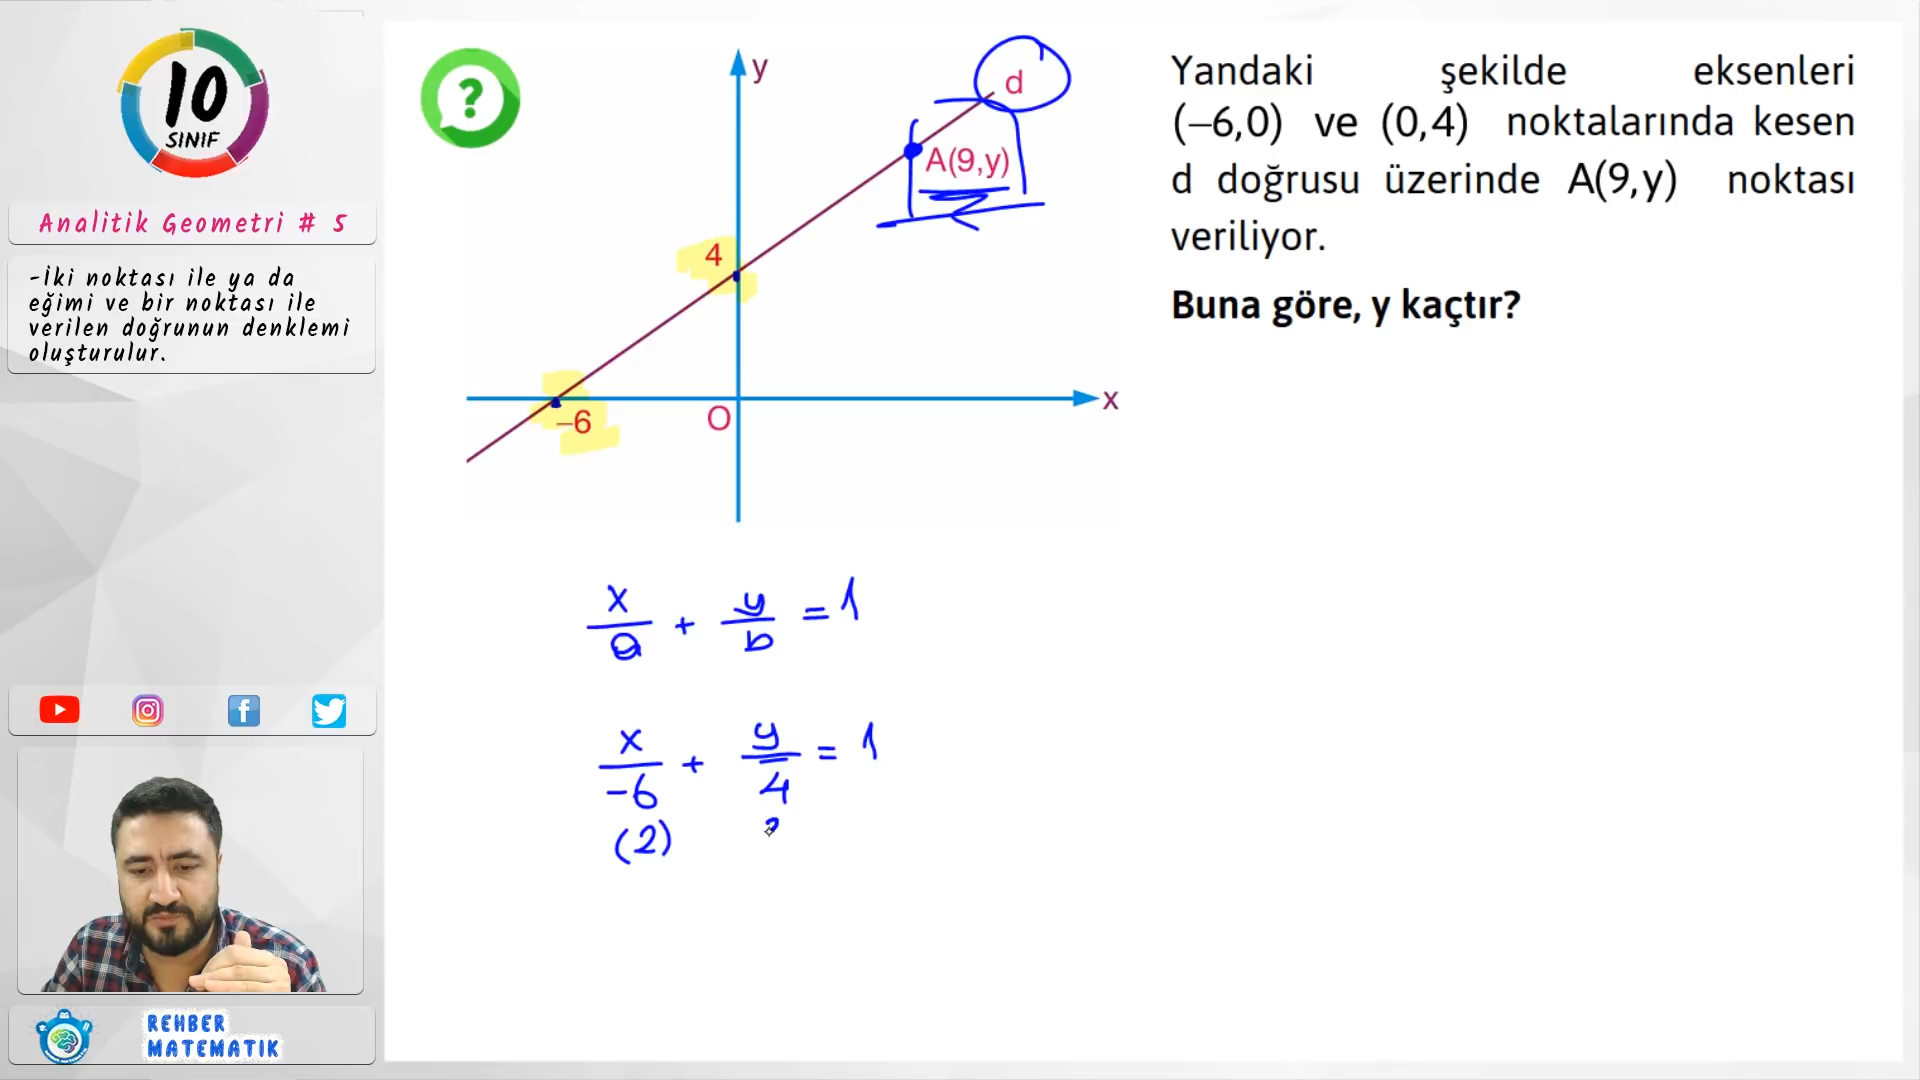 10
SINIF
Analitik Geometri # 5
-İki noktası ile ya da
eğimi ve bir noktası ile
verilen doğrunun denklemi
oluşturulur.
REHBER
MATEMATİK
?
y
d
A(9,y)
4
-6
O
x
Yandaki şekilde eksenleri
(-6,0) ve (0,4) noktalarında kesen
d doğrusu üzerinde A(9,y) noktası
veriliyor.
Buna göre, y kaçtır?
x/a + y/b = 1
x/-6 + y/4 = 1
(2)